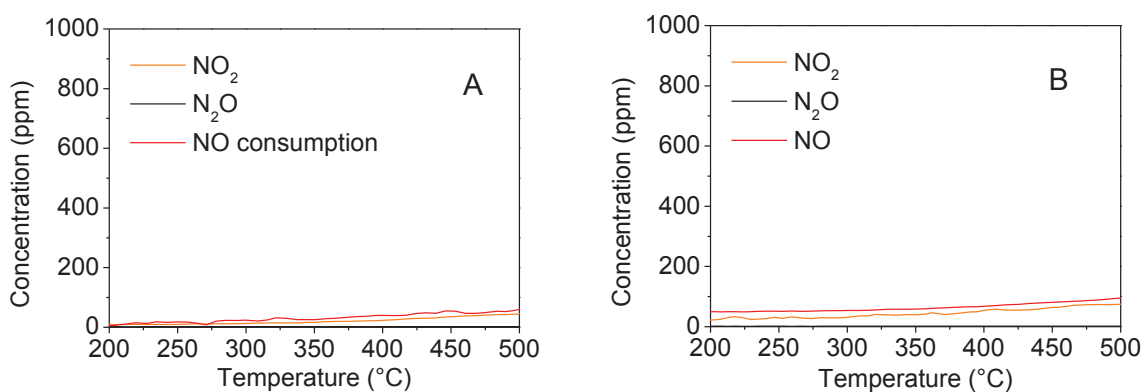 1000
800
600
400
200
0
Concentration (ppm)
NO₂
N₂O
NO consumption
A
200 250 300 350 400 450 500
Temperature (°C)
1000
800
600
400
200
0
Concentration (ppm)
NO₂
N₂O
NO
B
200 250 300 350 400 450 500
Temperature (°C)